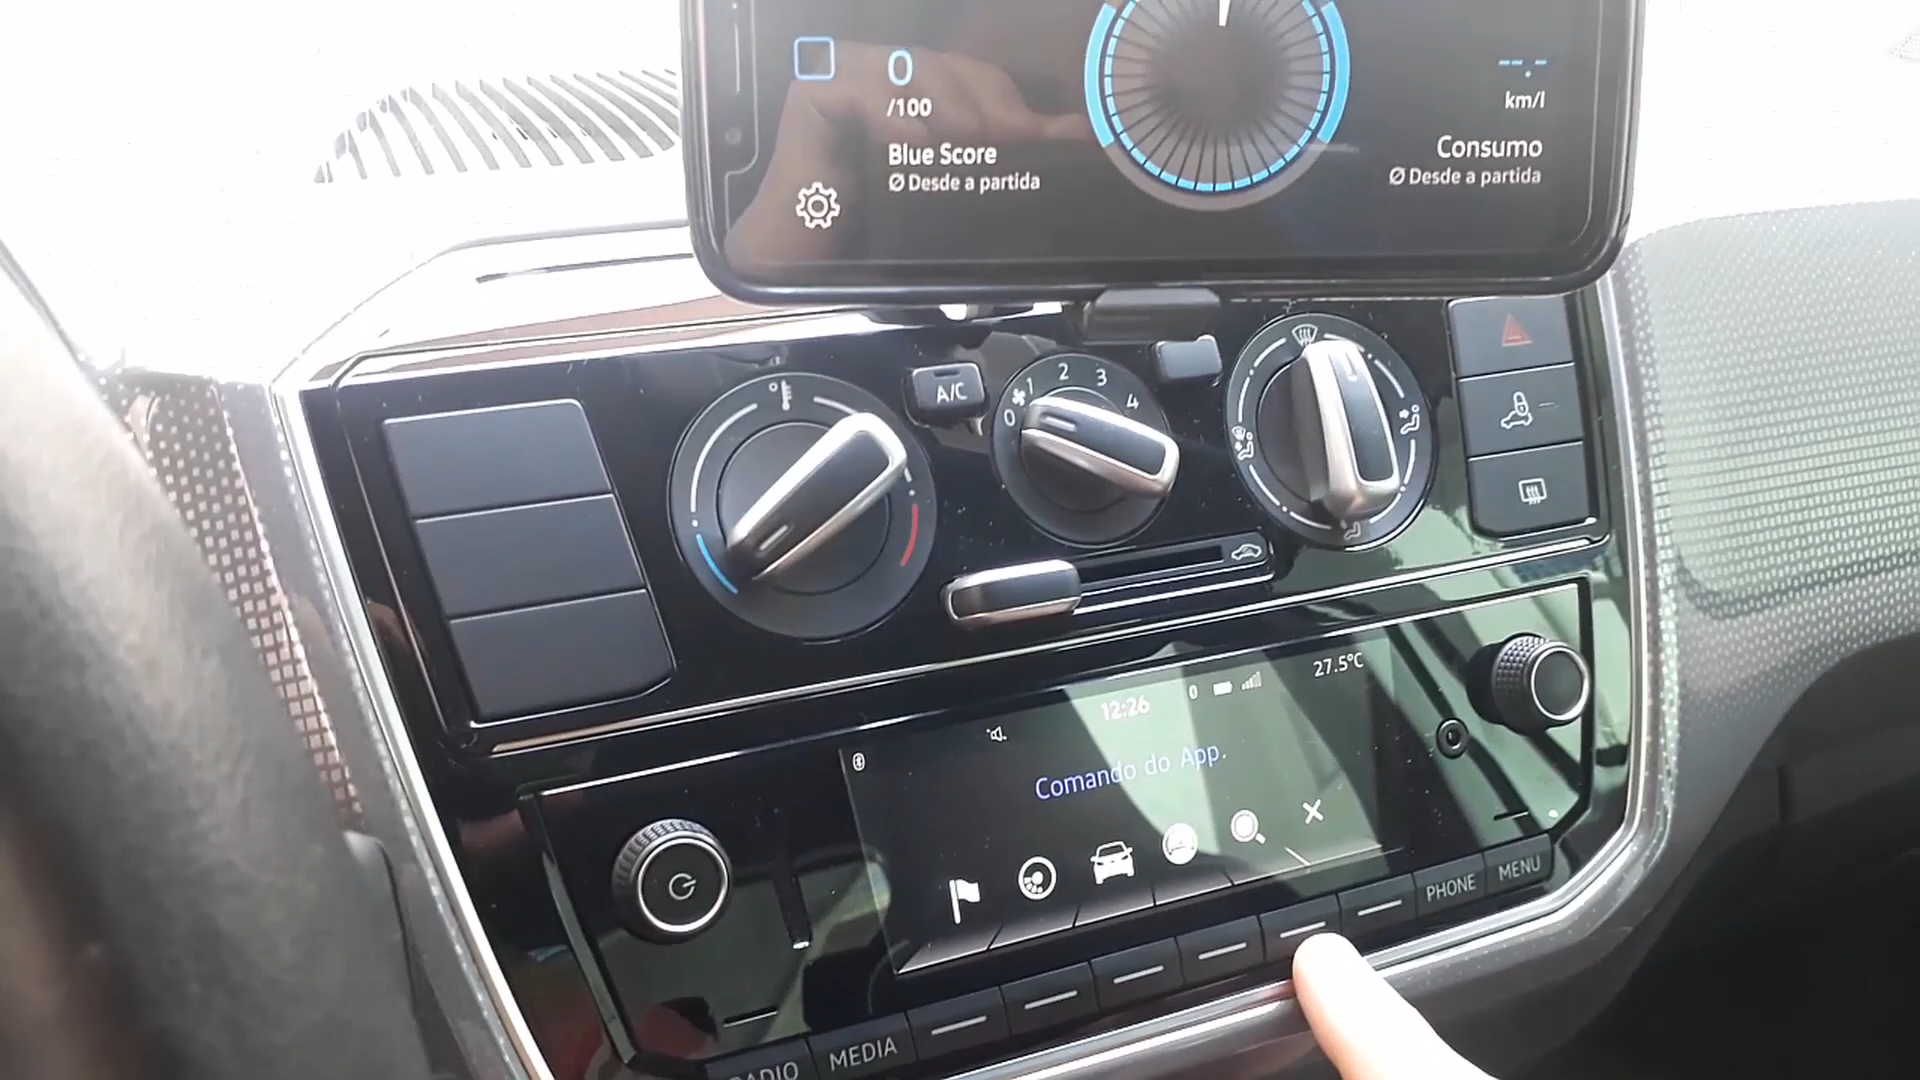 0
/100
Blue Score
Ø Desde a partida
--.-
km/l
Consumo
Ø Desde a partida
A/C
0 1 2 3 4
12:26
27.5°C
Comando do App.
RADIO
MEDIA
PHONE
MENU